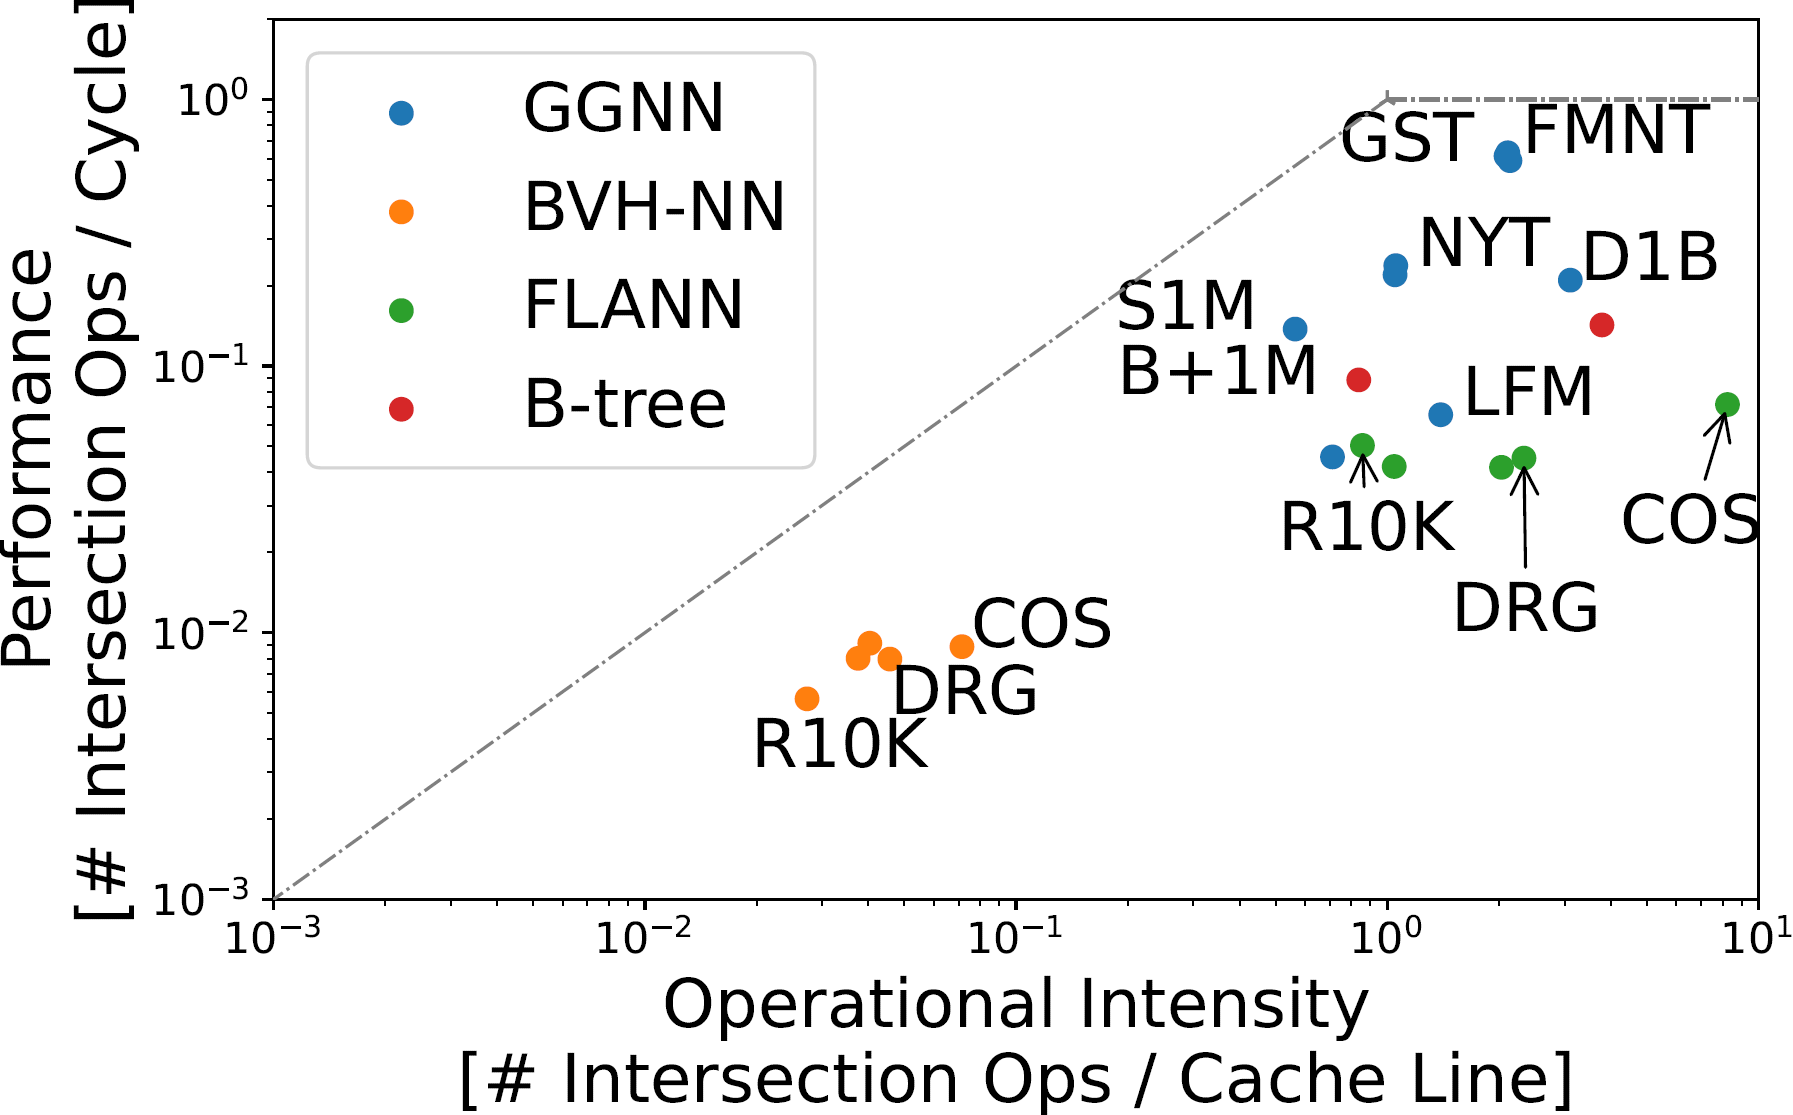 Performance
[# Intersection Ops / Cycle]
10⁰
10⁻¹
10⁻²
10⁻³
GGNN
BVH-NN
FLANN
B-tree
GST
FMNT
NYT
D1B
S1M
B+1M
LFM
R10K
COS
DRG
COS
DRG
R10K
10⁻³
10⁻²
10⁻¹
10⁰
10¹
Operational Intensity
[# Intersection Ops / Cache Line]